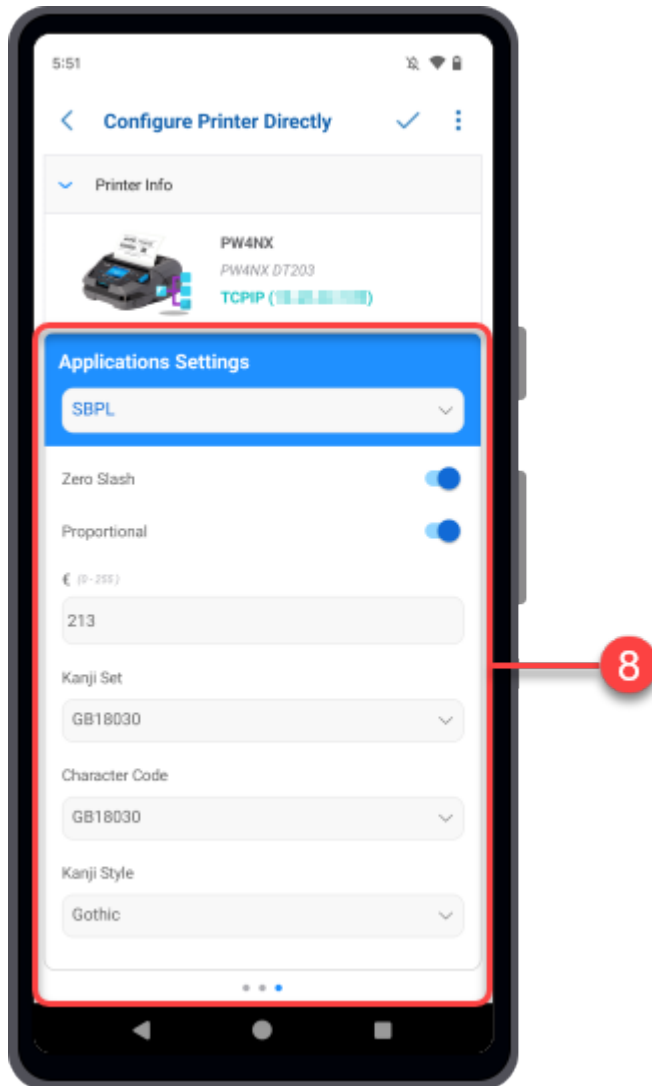 5:51
Configure Printer Directly
Printer Info
PW4NX
PW4NX DT203
TCPIP ( )
Applications Settings
SBPL
Zero Slash
Proportional
€ (0-255)
213
Kanji Set
GB18030
Character Code
GB18030
Kanji Style
Gothic
8